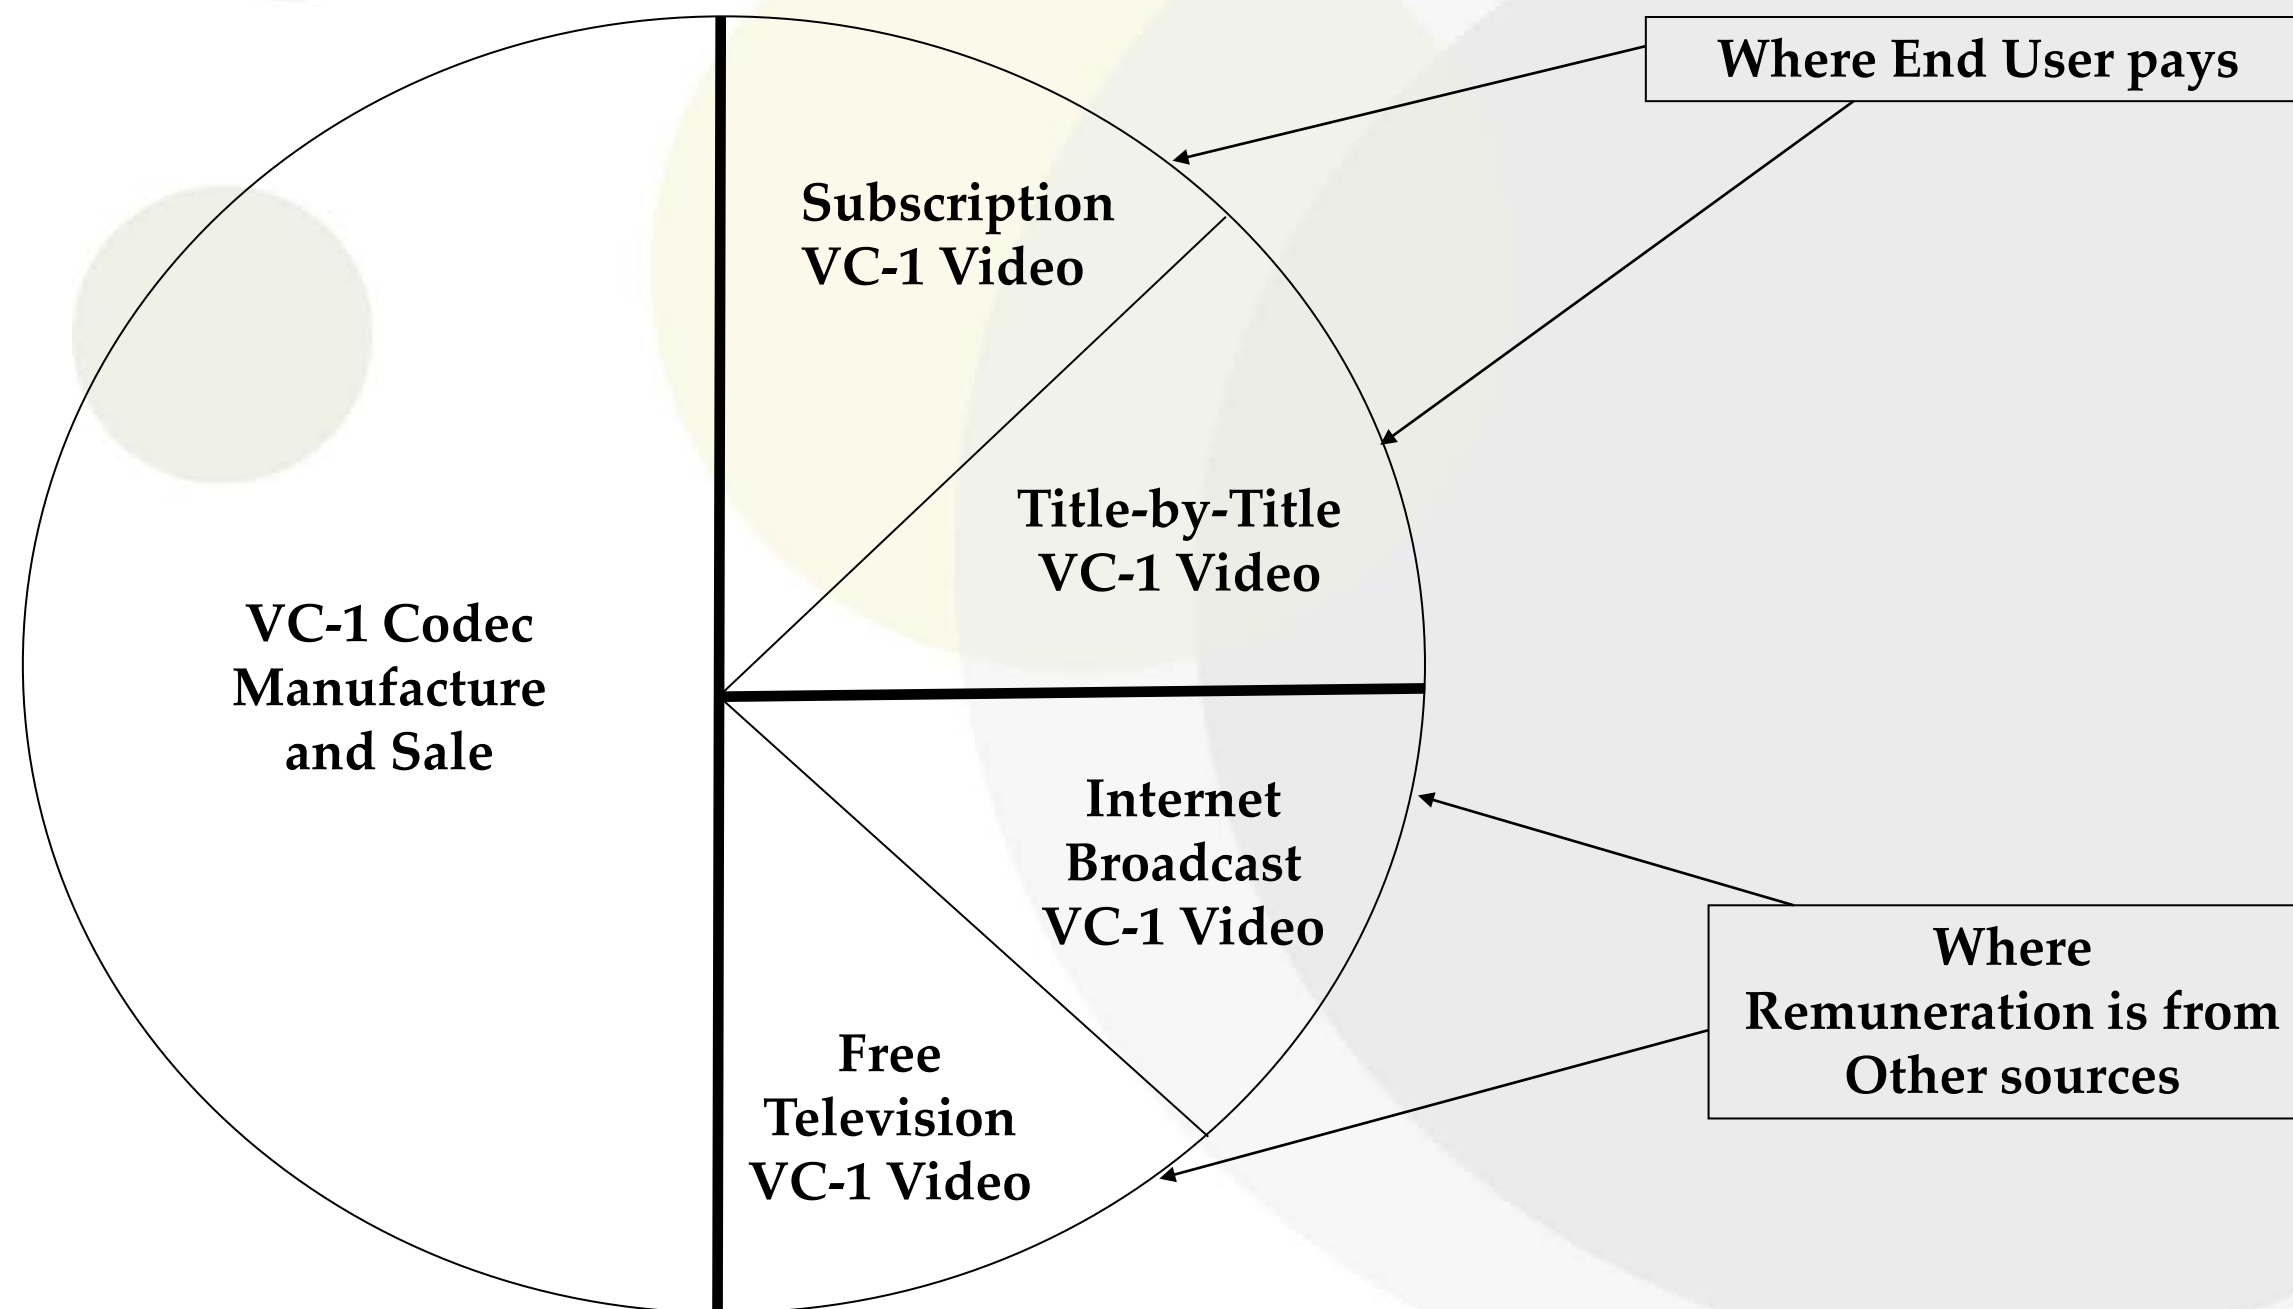 Where End User pays
Subscription
VC-1 Video
Title-by-Title
VC-1 Video
VC-1 Codec
Manufacture
and Sale
Internet
Broadcast
VC-1 Video
Where
Remuneration is from
Other sources
Free
Television
VC-1 Video